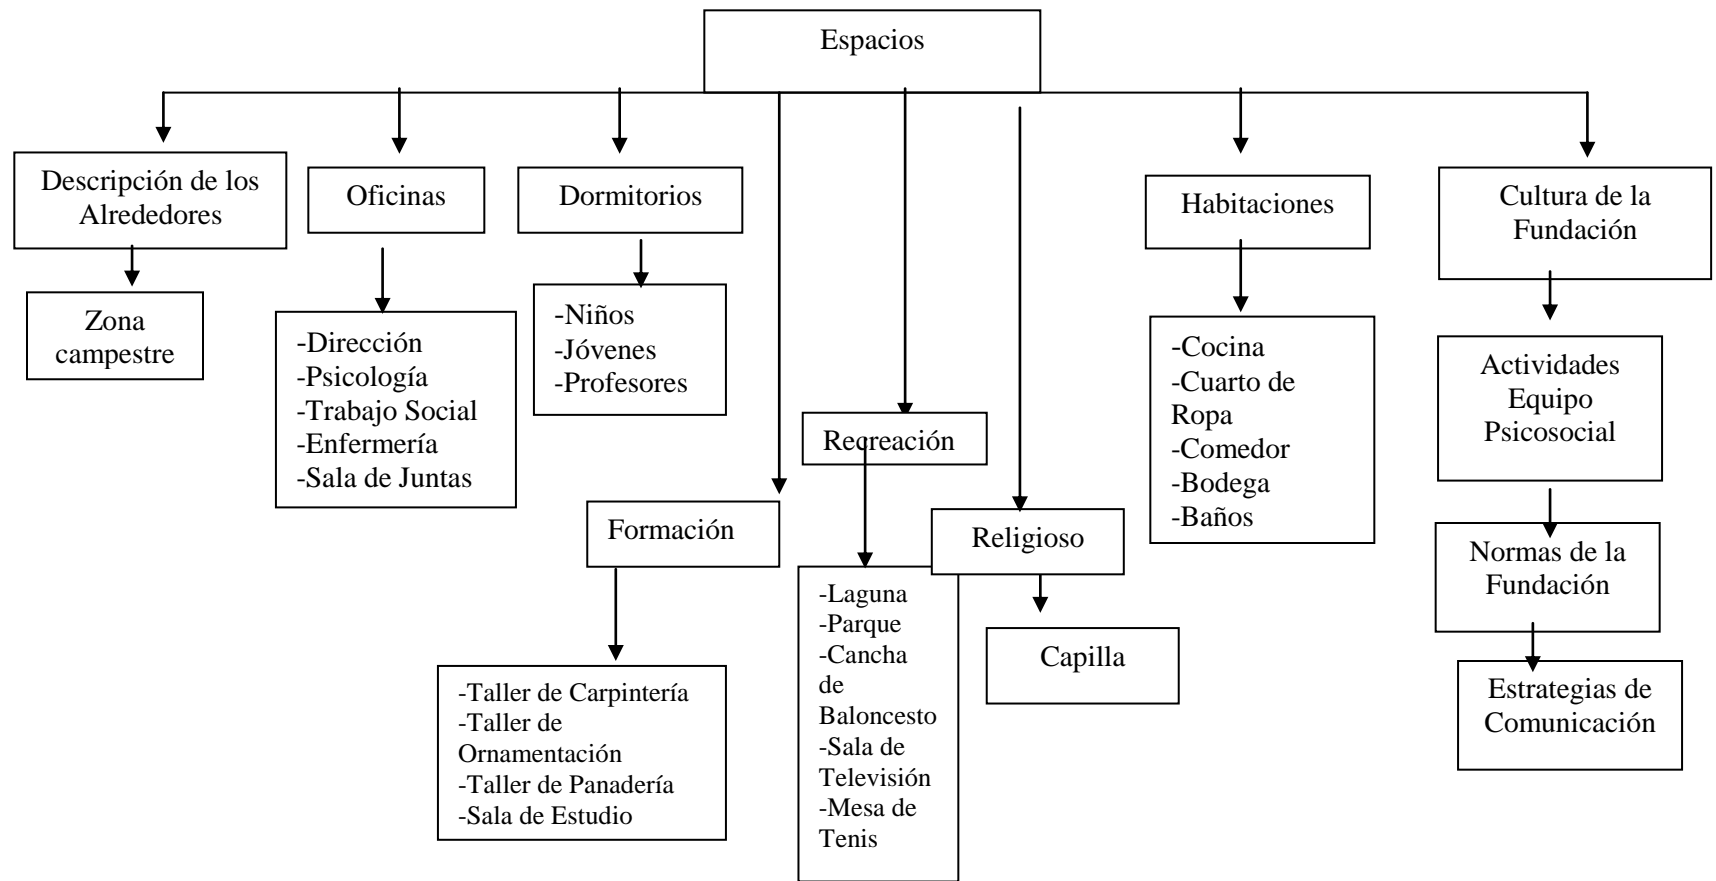 Espacios
Descripción de los
Alrededores
Oficinas
Dormitorios
Habitaciones
Cultura de la
Fundación
Zona
campestre
-Dirección
-Psicología
-Trabajo Social
-Enfermería
-Sala de Juntas
-Niños
-Jóvenes
-Profesores
-Cocina
-Cuarto de
Ropa
-Comedor
-Bodega
-Baños
Actividades
Equipo
Psicosocial
Recreación
Formación
Religioso
Normas de la
Fundación
-Taller de Carpintería
-Taller de
Ornamentación
-Taller de Panadería
-Sala de Estudio
-Laguna
-Parque
-Cancha
de
Baloncesto
-Sala de
Televisión
-Mesa de
Tenis
Capilla
Estrategias de
Comunicación